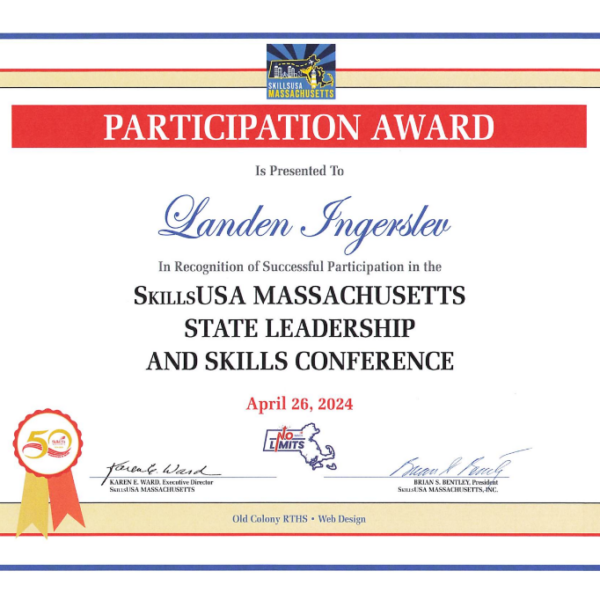 SKILLSUSA
MASSACHUSETTS
PARTICIPATION AWARD
Is Presented To
Landen Ingerslev
In Recognition of Successful Participation in the
SKILLSUSA MASSACHUSETTS
STATE LEADERSHIP
AND SKILLS CONFERENCE
April 26, 2024
NO
LIMITS
50
Karen E. Ward
Brian S. Bentley
KAREN E. WARD, Executive Director
SKILLSUSA MASSACHUSETTS
BRIAN S. BENTLEY, President
SKILLSUSA MASSACHUSETTS, INC.
Old Colony RTHS • Web Design